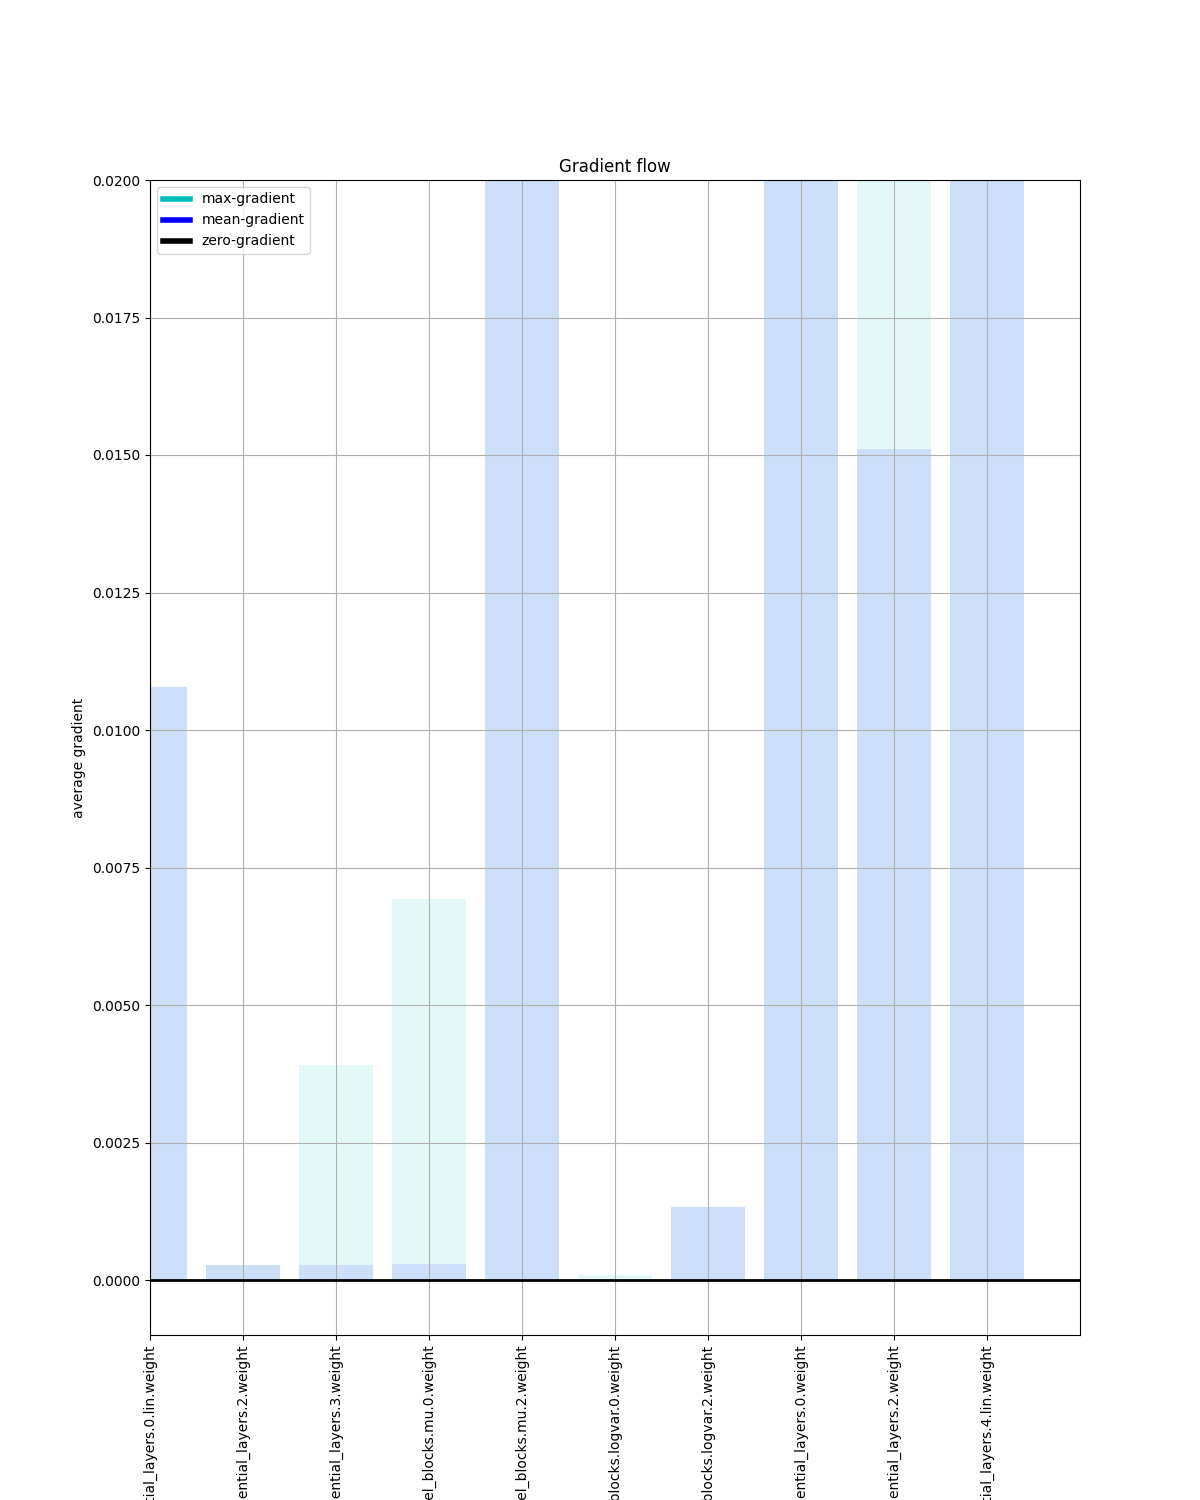 Gradient flow
max-gradient
mean-gradient
zero-gradient
0.0200
0.0175
0.0150
0.0125
0.0100
0.0075
0.0050
0.0025
0.0000
average gradient
tial_layers.0.lin.weight
ential_layers.2.weight
ential_layers.3.weight
el_blocks.mu.0.weight
el_blocks.mu.2.weight
blocks.logvar.0.weight
blocks.logvar.2.weight
ential_layers.0.weight
ential_layers.2.weight
tial_layers.4.lin.weight